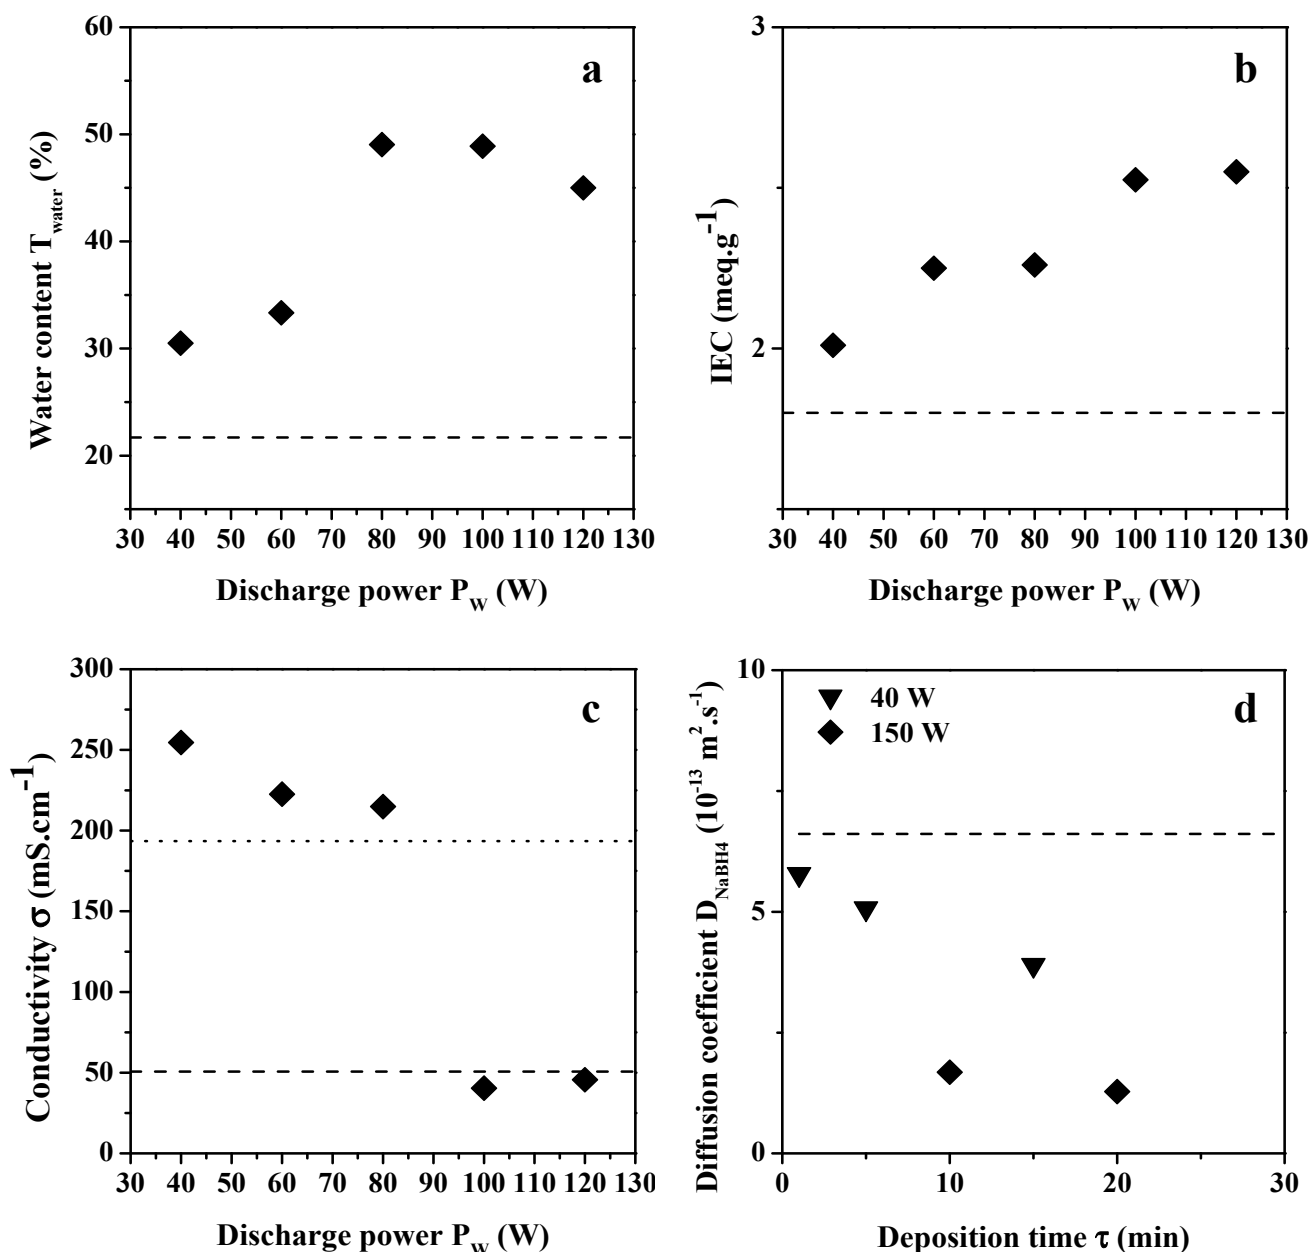 a
60
50
40
30
20
Water content T_water (%)
30 40 50 60 70 80 90 100 110 120 130
Discharge power P_W (W)
b
3
2
IEC (meq.g^-1)
30 40 50 60 70 80 90 100 110 120 130
Discharge power P_W (W)
c
300
250
200
150
100
50
0
Conductivity σ (mS.cm^-1)
30 40 50 60 70 80 90 100 110 120 130
Discharge power P_W (W)
d
40 W
150 W
10
5
0
Diffusion coefficient D_NaBH4 (10^-13 m^2.s^-1)
0 10 20 30
Deposition time τ (min)